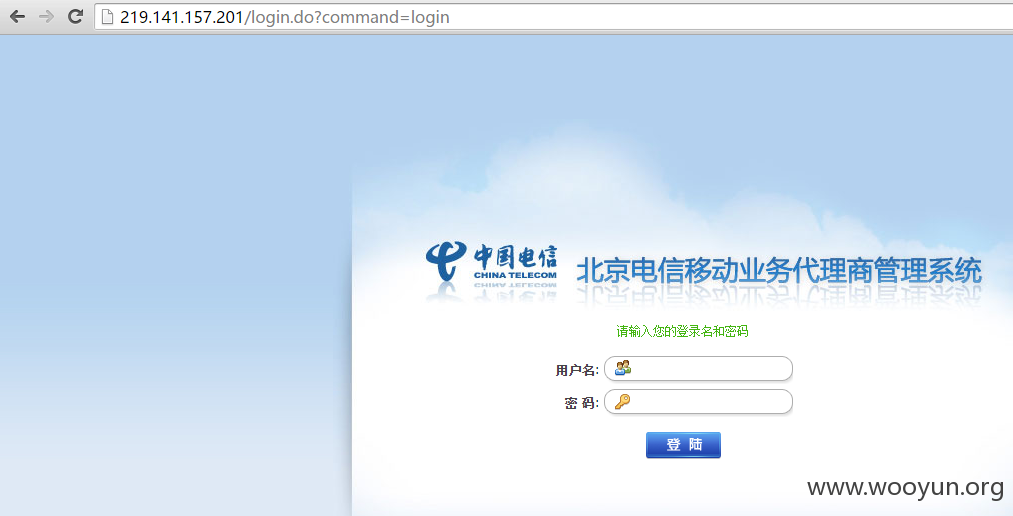 219.141.157.201/login.do?command=login
中国电信
CHINA TELECOM
北京电信移动业务代理商管理系统
请输入您的登录名和密码
用户名:
密 码:
登 陆
www.wooyun.org